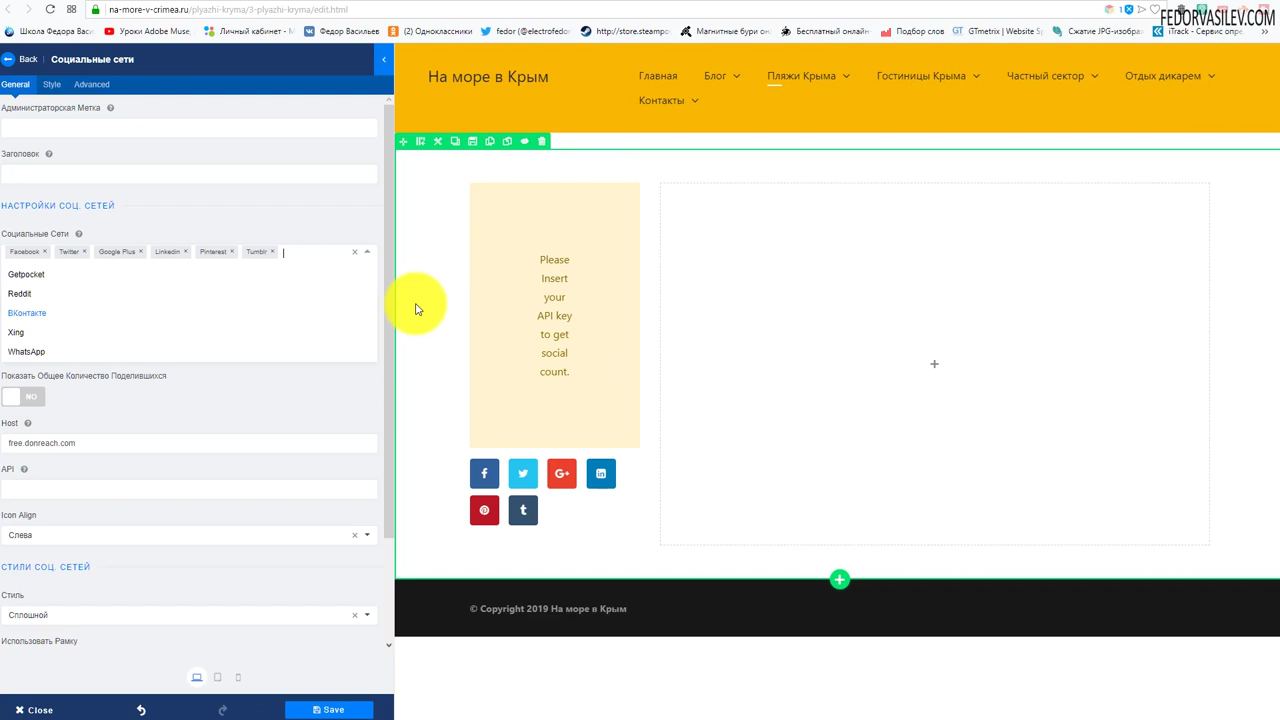 na-more-v-crimea.ru/plyazhi-kryma/3-plyazhi-kryma/edit.html
FEDORVASILEV.COM
Школа Федора Васи.
Уроки Adobe Muse,
Личный кабинет - М
Федор Васильев
(2) Одноклассники
fedor (@electrofedor
http://store.steampo
Магнитные бури он
Бесплатный онлайн
Подбор слов
GTmetrix | Website S
Сжатие JPG-изобра
iTrack - Сервис опре
Back
Социальные сети
General
Style
Advanced
Администраторская Метка
Заголовок
НАСТРОЙКИ СОЦ. СЕТЕЙ
Социальные Сети
Facebook × Twitter × Google Plus × Linkedin × Pinterest × Tumblr ×
Getpocket
Reddit
ВКонтакте
Xing
WhatsApp
Показать Общее Количество Поделившихся
NO
Host
free.donreach.com
API
Icon Align
Слева
СТИЛИ СОЦ. СЕТЕЙ
Стиль
Сплошной
Использовать Рамку
Close
Save
На море в Крым
Главная
Блог
Пляжи Крыма
Гостиницы Крыма
Частный сектор
Отдых дикарем
Контакты
Please
Insert
your
API key
to get
social
count.
© Copyright 2019 На море в Крым